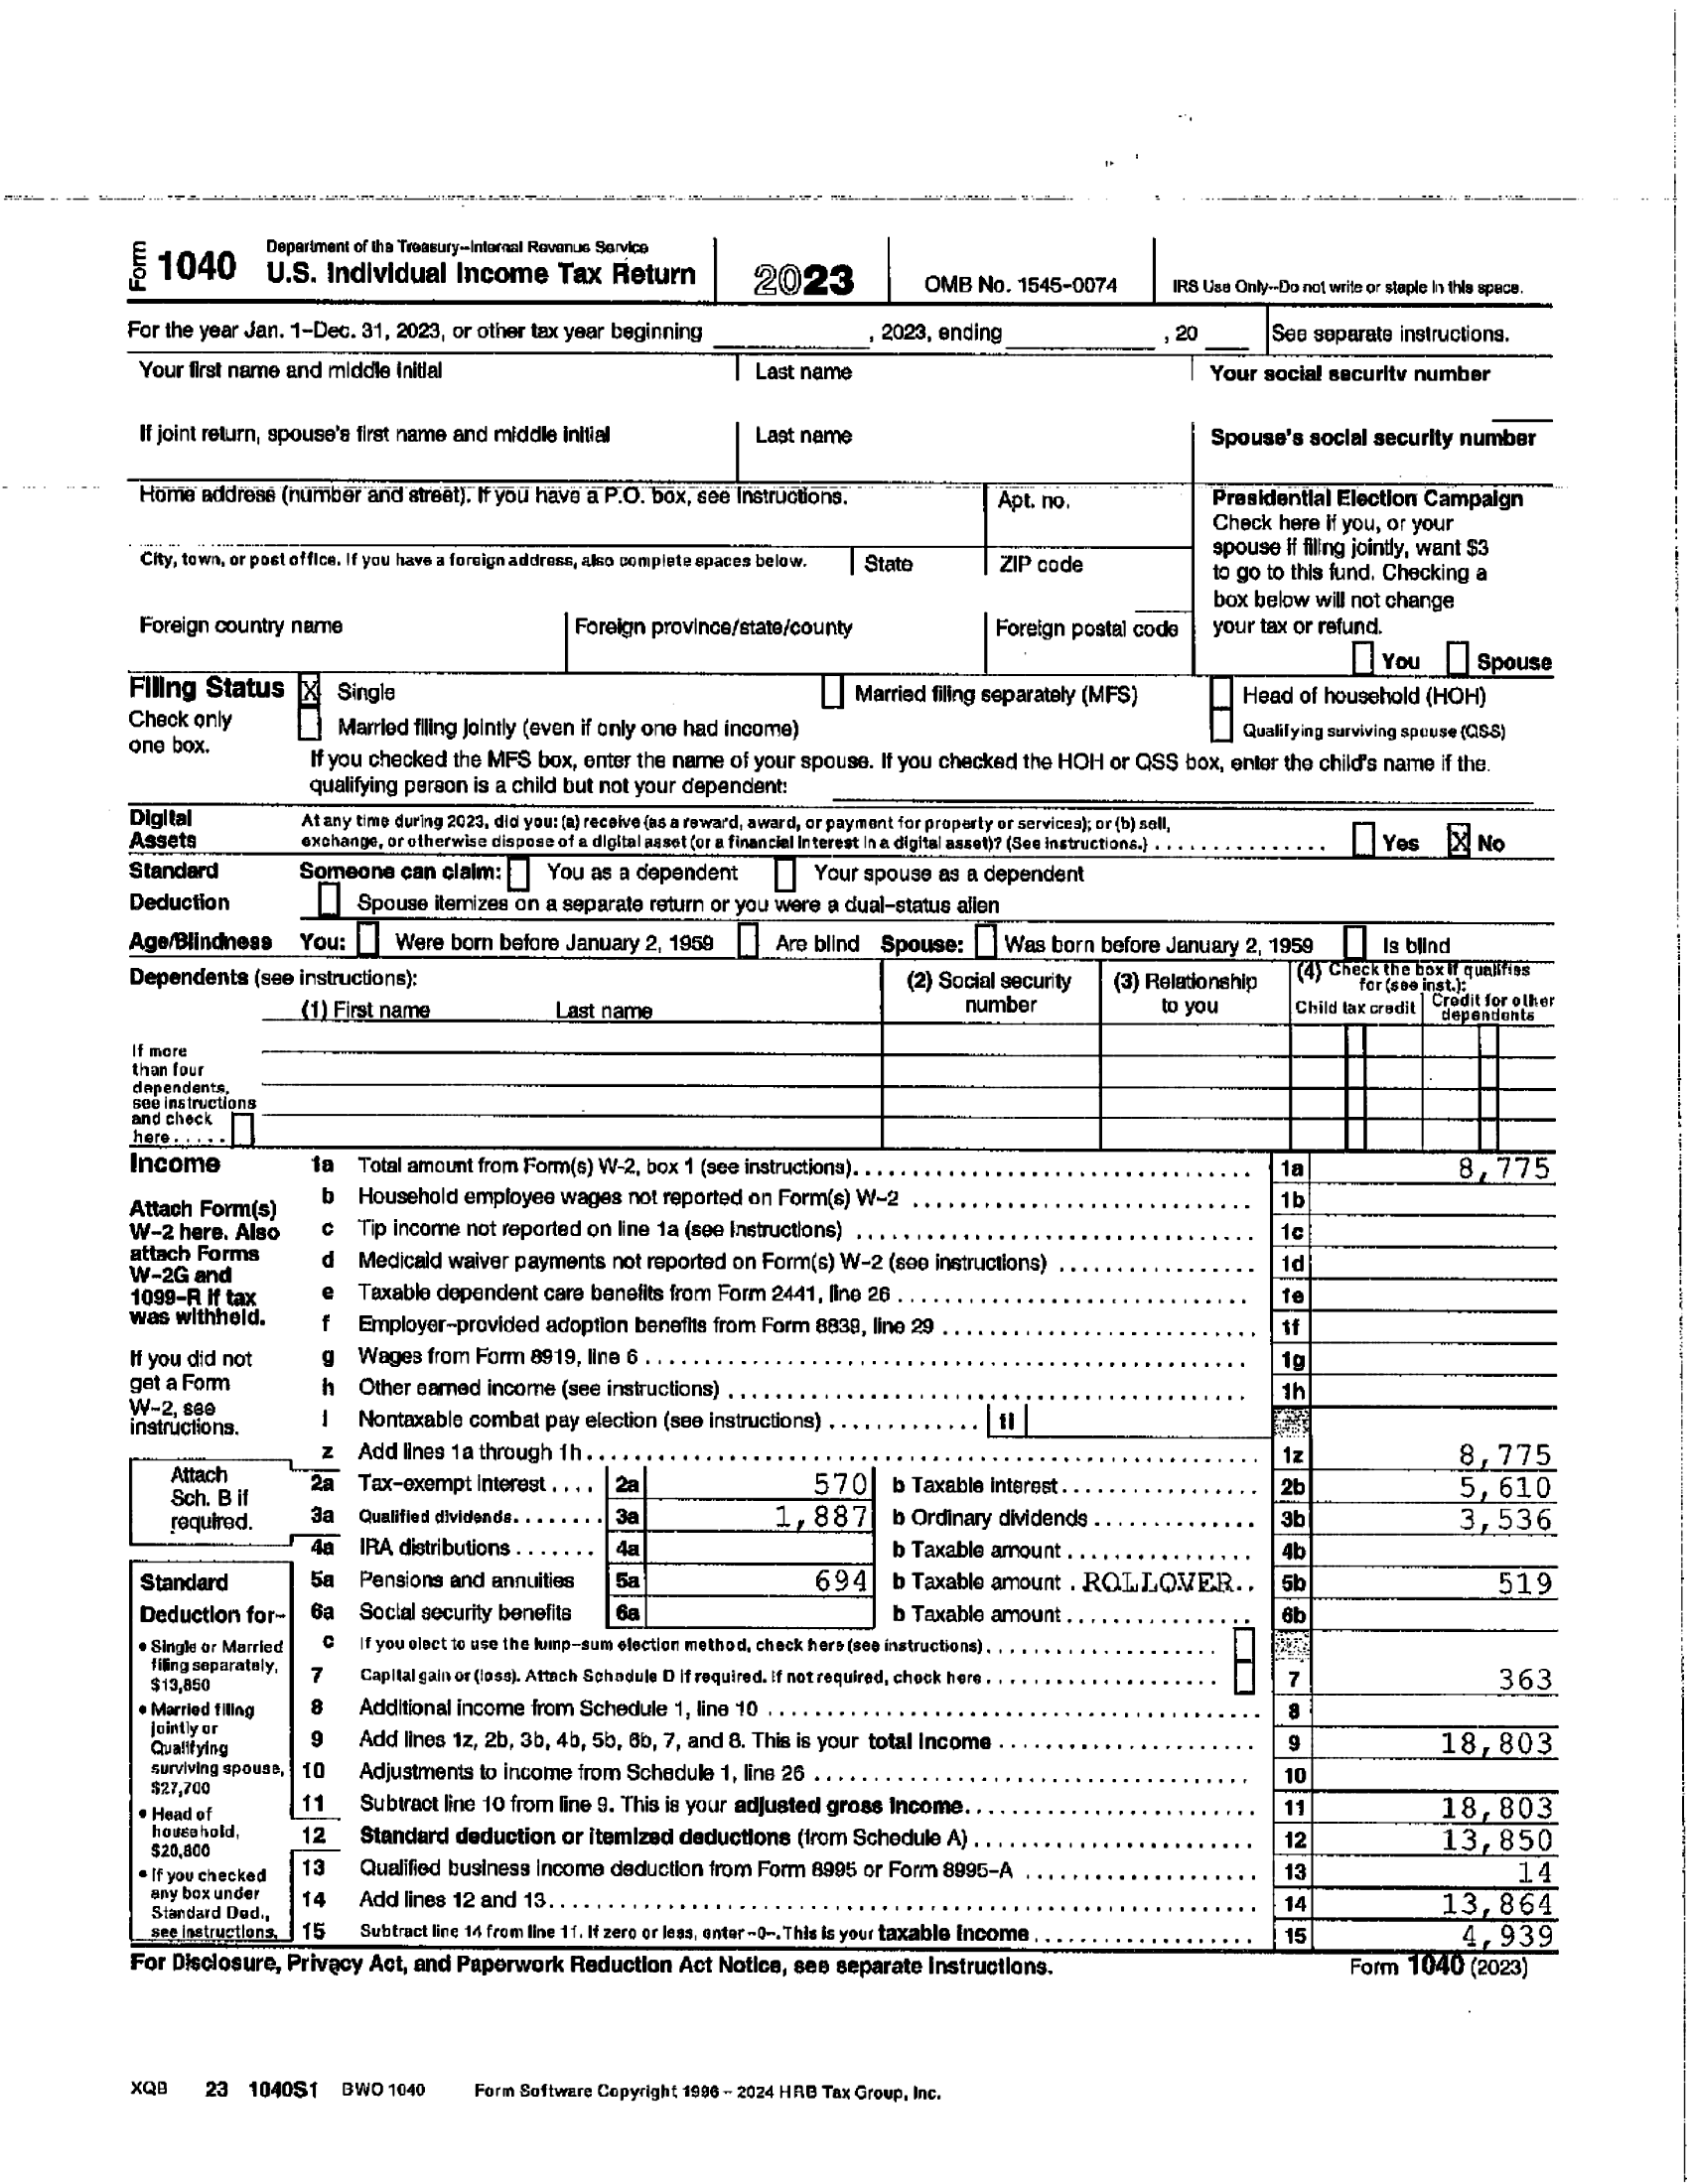 Form 1040 Department of the Treasury--Internal Revenue Service
U.S. Individual Income Tax Return 2023 OMB No. 1545-0074 IRS Use Only--Do not write or staple in this space.
For the year Jan. 1-Dec. 31, 2023, or other tax year beginning , 2023, ending , 20 See separate instructions.
Your first name and middle initial Last name Your social security number
If joint return, spouse's first name and middle initial Last name Spouse's social security number
Home address (number and street). If you have a P.O. box, see instructions. Apt. no.
City, town, or post office. If you have a foreign address, also complete spaces below. State ZIP code
Foreign country name Foreign province/state/county Foreign postal code
Presidential Election Campaign
Check here if you, or your
spouse if filing jointly, want $3
to go to this fund. Checking a
box below will not change
your tax or refund.
You Spouse
Filing Status X Single Married filing separately (MFS) Head of household (HOH)
Check only
one box.
Married filing jointly (even if only one had income) Qualifying surviving spouse (QSS)
If you checked the MFS box, enter the name of your spouse. If you checked the HOH or QSS box, enter the child's name if the
qualifying person is a child but not your dependent:
Digital
Assets
At any time during 2023, did you: (a) receive (as a reward, award, or payment for property or services); or (b) sell,
exchange, or otherwise dispose of a digital asset (or a financial interest in a digital asset)? (See instructions.) Yes X No
Standard
Deduction
Someone can claim: You as a dependent Your spouse as a dependent
Spouse itemizes on a separate return or you were a dual-status alien
Age/Blindness You: Were born before January 2, 1959 Are blind Spouse: Was born before January 2, 1959 Is blind
Dependents (see instructions):
(1) First name Last name
(2) Social security
number
(3) Relationship
to you
(4) Check the box if qualifies
for (see inst.):
Child tax credit
Credit for other
dependents
If more
than four
dependents,
see instructions
and check
here .....
Income
Attach Form(s)
W-2 here. Also
attach Forms
W-2G and
1099-R if tax
was withheld.
If you did not
get a Form
W-2, see
instructions.
1a Total amount from Form(s) W-2, box 1 (see instructions). 1a 8,775
b Household employee wages not reported on Form(s) W-2 1b
c Tip income not reported on line 1a (see instructions) 1c
d Medicaid waiver payments not reported on Form(s) W-2 (see instructions) 1d
e Taxable dependent care benefits from Form 2441, line 26 1e
f Employer-provided adoption benefits from Form 8839, line 29 1f
g Wages from Form 8919, line 6 1g
h Other earned income (see instructions) 1h
i Nontaxable combat pay election (see instructions) 1i
z Add lines 1a through 1h 1z 8,775
Attach
Sch. B if
required.
2a Tax-exempt interest 2a 570 b Taxable interest 2b 5,610
3a Qualified dividends 3a 1,887 b Ordinary dividends 3b 3,536
4a IRA distributions 4a b Taxable amount 4b
5a Pensions and annuities 5a 694 b Taxable amount . ROLLOVER.. 5b 519
6a Social security benefits 6a b Taxable amount 6b
c If you elect to use the lump-sum election method, check here (see instructions)
7 Capital gain or (loss). Attach Schedule D if required. If not required, check here 7 363
8 Additional income from Schedule 1, line 10 8
9 Add lines 1z, 2b, 3b, 4b, 5b, 6b, 7, and 8. This is your total income 9 18,803
10 Adjustments to income from Schedule 1, line 26 10
11 Subtract line 10 from line 9. This is your adjusted gross income. 11 18,803
12 Standard deduction or itemized deductions (from Schedule A) 12 13,850
13 Qualified business income deduction from Form 8995 or Form 8995-A 13 14
14 Add lines 12 and 13 14 13,864
15 Subtract line 14 from line 11. If zero or less, enter -0-. This is your taxable income 15 4,939
Standard
Deduction for-
• Single or Married
filing separately,
$13,850
• Married filing
jointly or
Qualifying
surviving spouse,
$27,700
• Head of
household,
$20,800
• If you checked
any box under
Standard Ded.,
see instructions.
For Disclosure, Privacy Act, and Paperwork Reduction Act Notice, see separate instructions. Form 1040 (2023)
XQB 23 1040S1 BWO 1040 Form Software Copyright 1996 - 2024 HRB Tax Group, Inc.